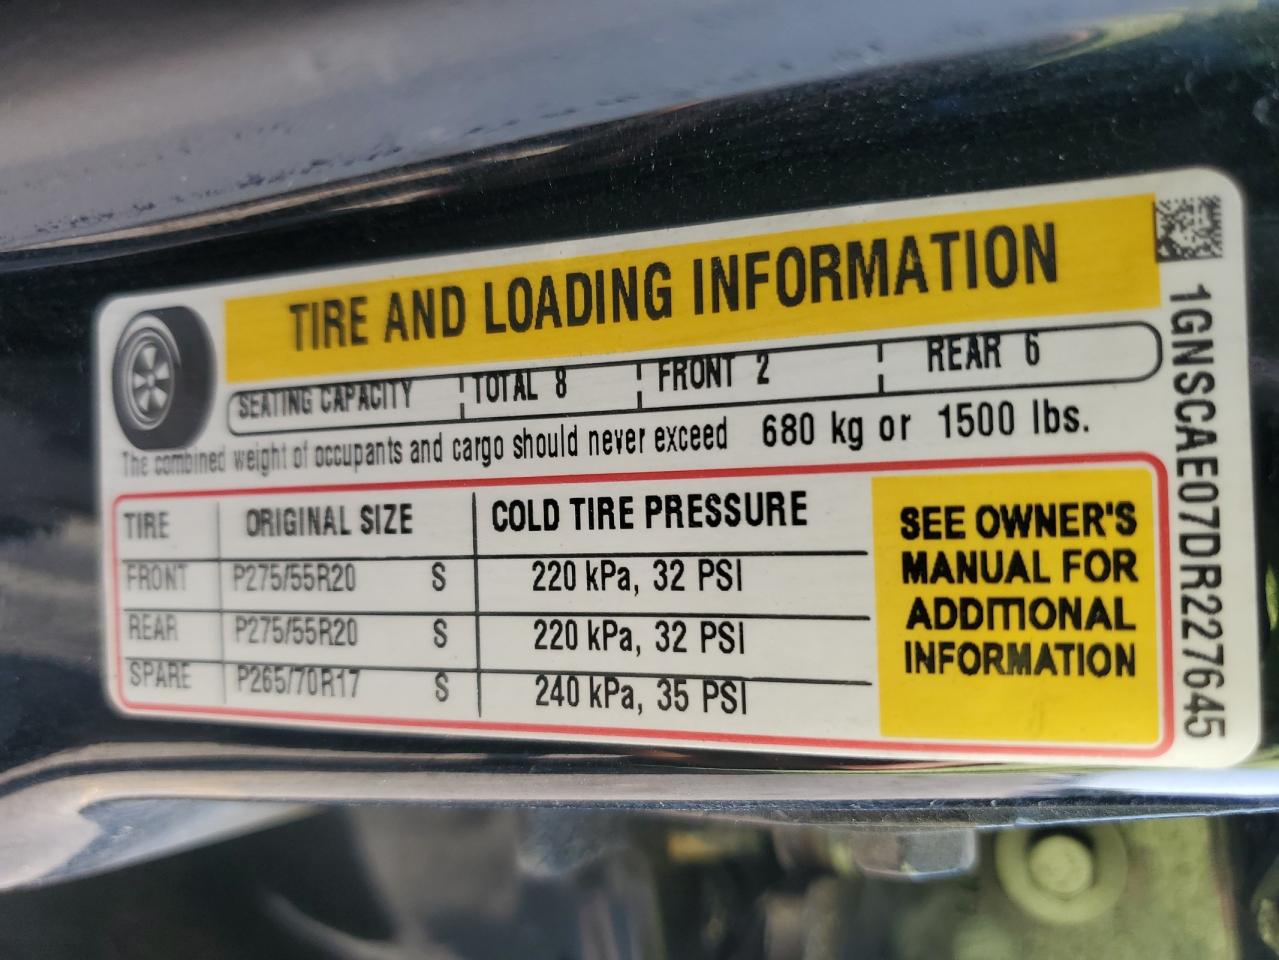 TIRE AND LOADING INFORMATION
SEATING CAPACITY TOTAL 8 FRONT 2 REAR 6
The combined weight of occupants and cargo should never exceed 680 kg or 1500 lbs.
TIRE ORIGINAL SIZE COLD TIRE PRESSURE
FRONT P275/55R20 S 220 kPa, 32 PSI
REAR P275/55R20 S 220 kPa, 32 PSI
SPARE P265/70R17 S 240 kPa, 35 PSI
SEE OWNER'S
MANUAL FOR
ADDITIONAL
INFORMATION
1GNSCAE07DR227645